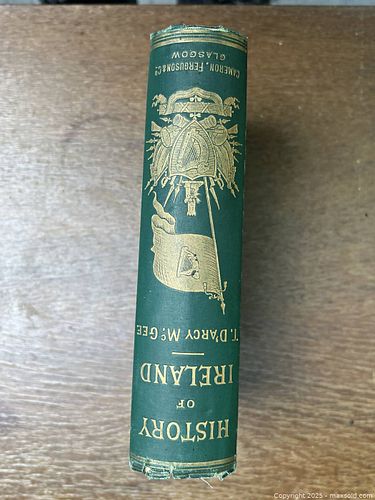 HISTORY
OF
IRELAND
T. D'ARCY McGEE
CAMERON, FERGUSON & Co
GLASGOW
Copyright 2025 - maxsold.com